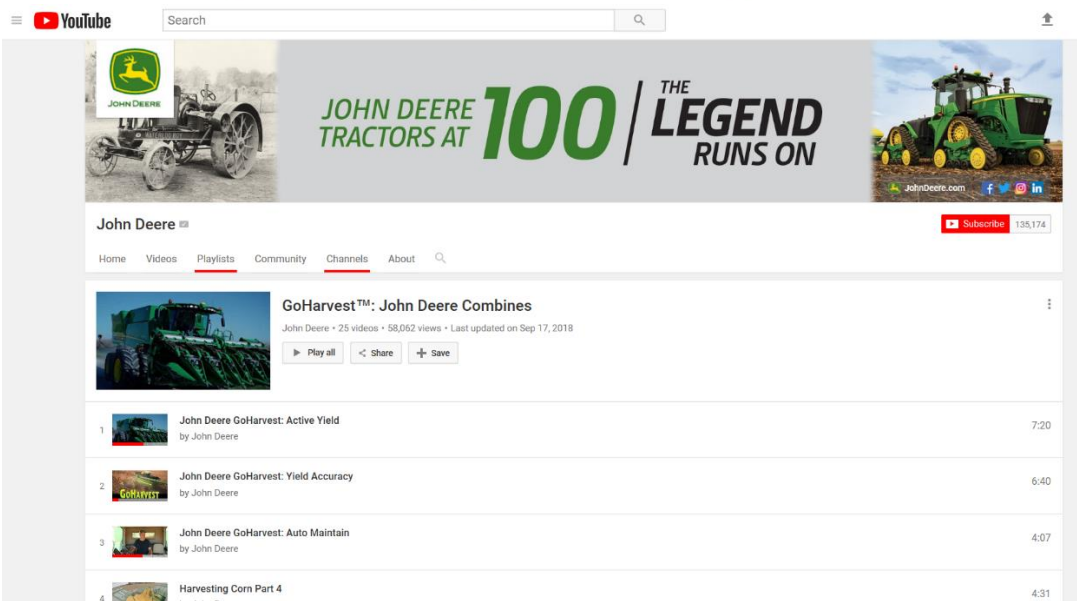 YouTube
Search
JOHN DEERE
JOHN DEERE
TRACTORS AT
100
THE
LEGEND
RUNS ON
JohnDeere.com
John Deere
Subscribe
135,174
Home Videos Playlists Community Channels About
GoHarvest™: John Deere Combines
John Deere • 25 videos • 58,062 views • Last updated on Sep 17, 2018
Play all Share Save
1
John Deere GoHarvest: Active Yield
7:20
by John Deere
2
GOHARVEST
John Deere GoHarvest: Yield Accuracy
6:40
by John Deere
3
John Deere GoHarvest: Auto Maintain
4:07
by John Deere
4
Harvesting Corn Part 4
4:31